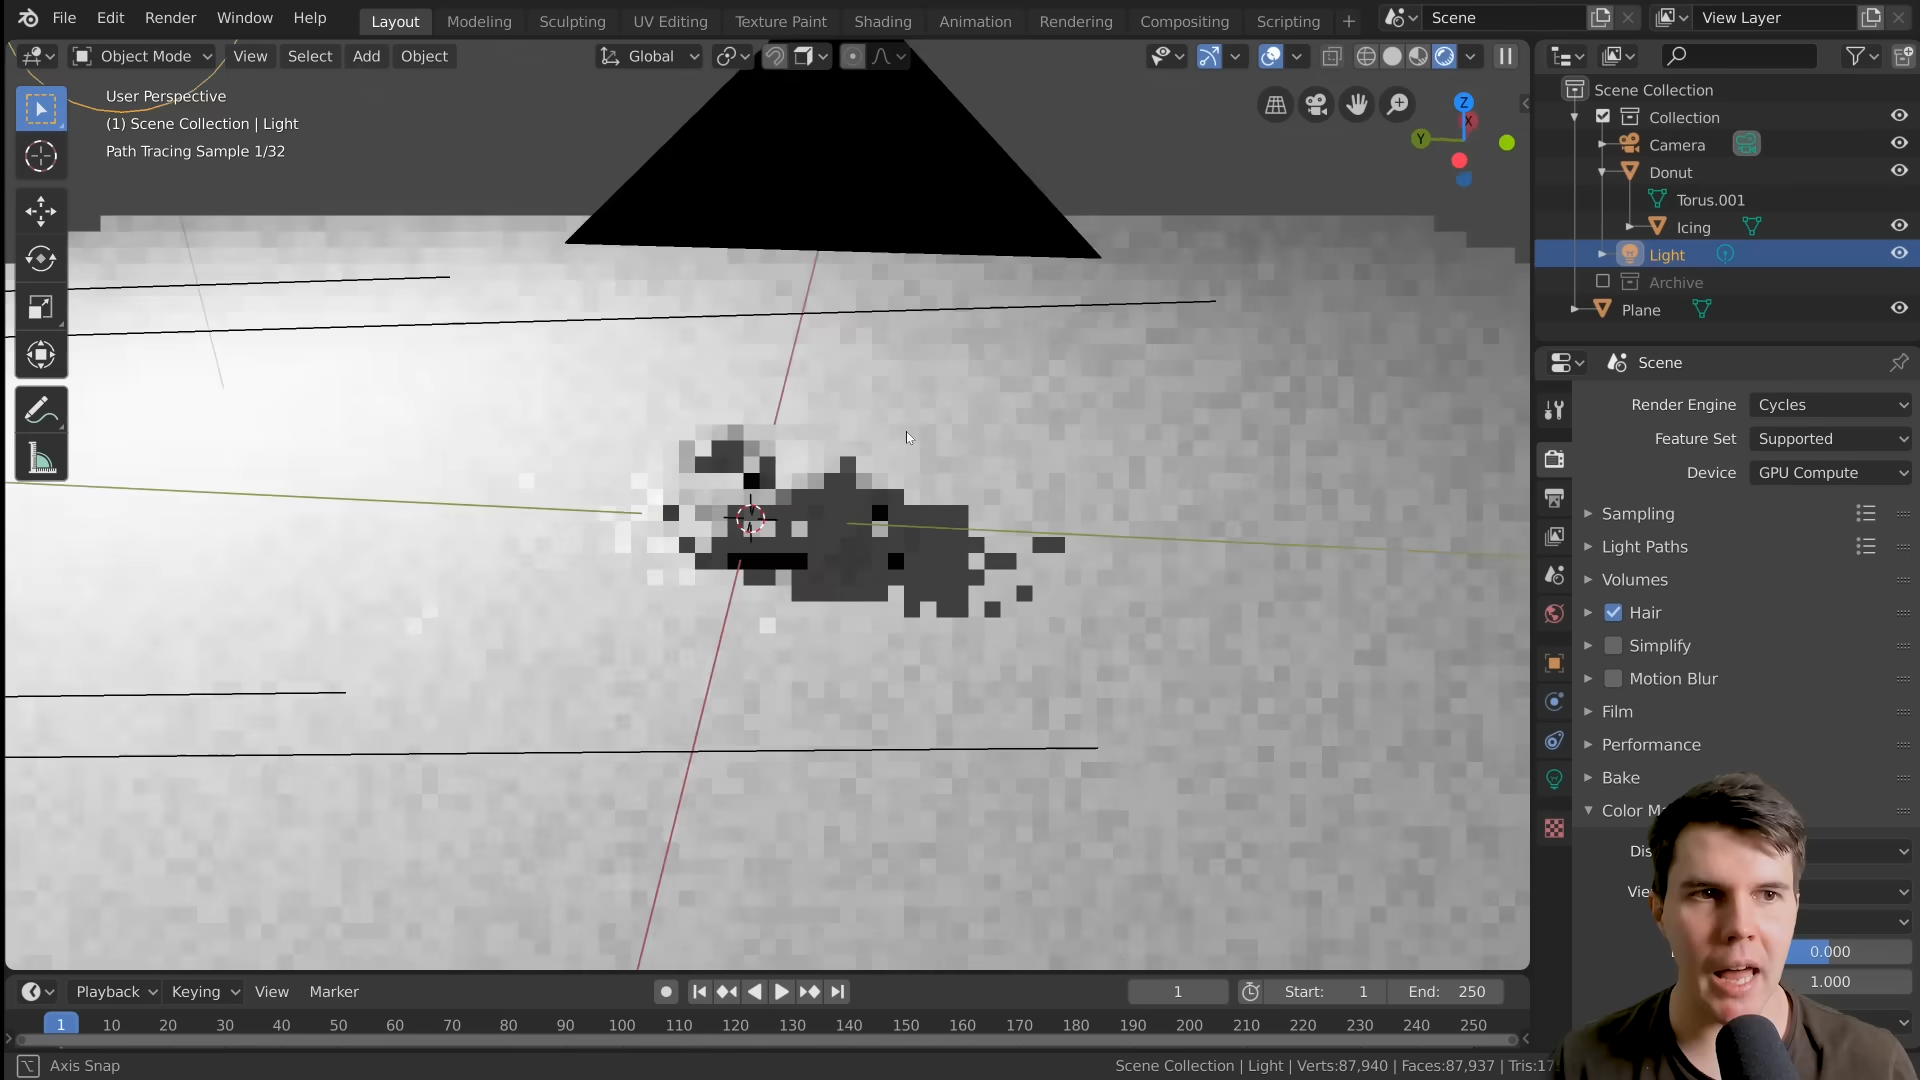 File Edit Render Window Help Layout Modeling Sculpting UV Editing Texture Paint Shading Animation Rendering Compositing Scripting + Scene View Layer
Object Mode View Select Add Object Global
User Perspective
(1) Scene Collection | Light
Path Tracing Sample 1/32
Z
X
Y
Scene Collection
Collection
Camera
Donut
Torus.001
Icing
Light
Archive
Plane
Scene
Render Engine Cycles
Feature Set Supported
Device GPU Compute
Sampling
Light Paths
Volumes
Hair
Simplify
Motion Blur
Film
Performance
Bake
Color M
Dis
Vie
0.000
1.000
Playback Keying View Marker 1 Start: 1 End: 250
1 10 20 30 40 50 60 70 80 90 100 110 120 130 140 150 160 170 180 190 200 210 220 230 240 250
Axis Snap Scene Collection | Light | Verts:87,940 | Faces:87,937 | Tris:17